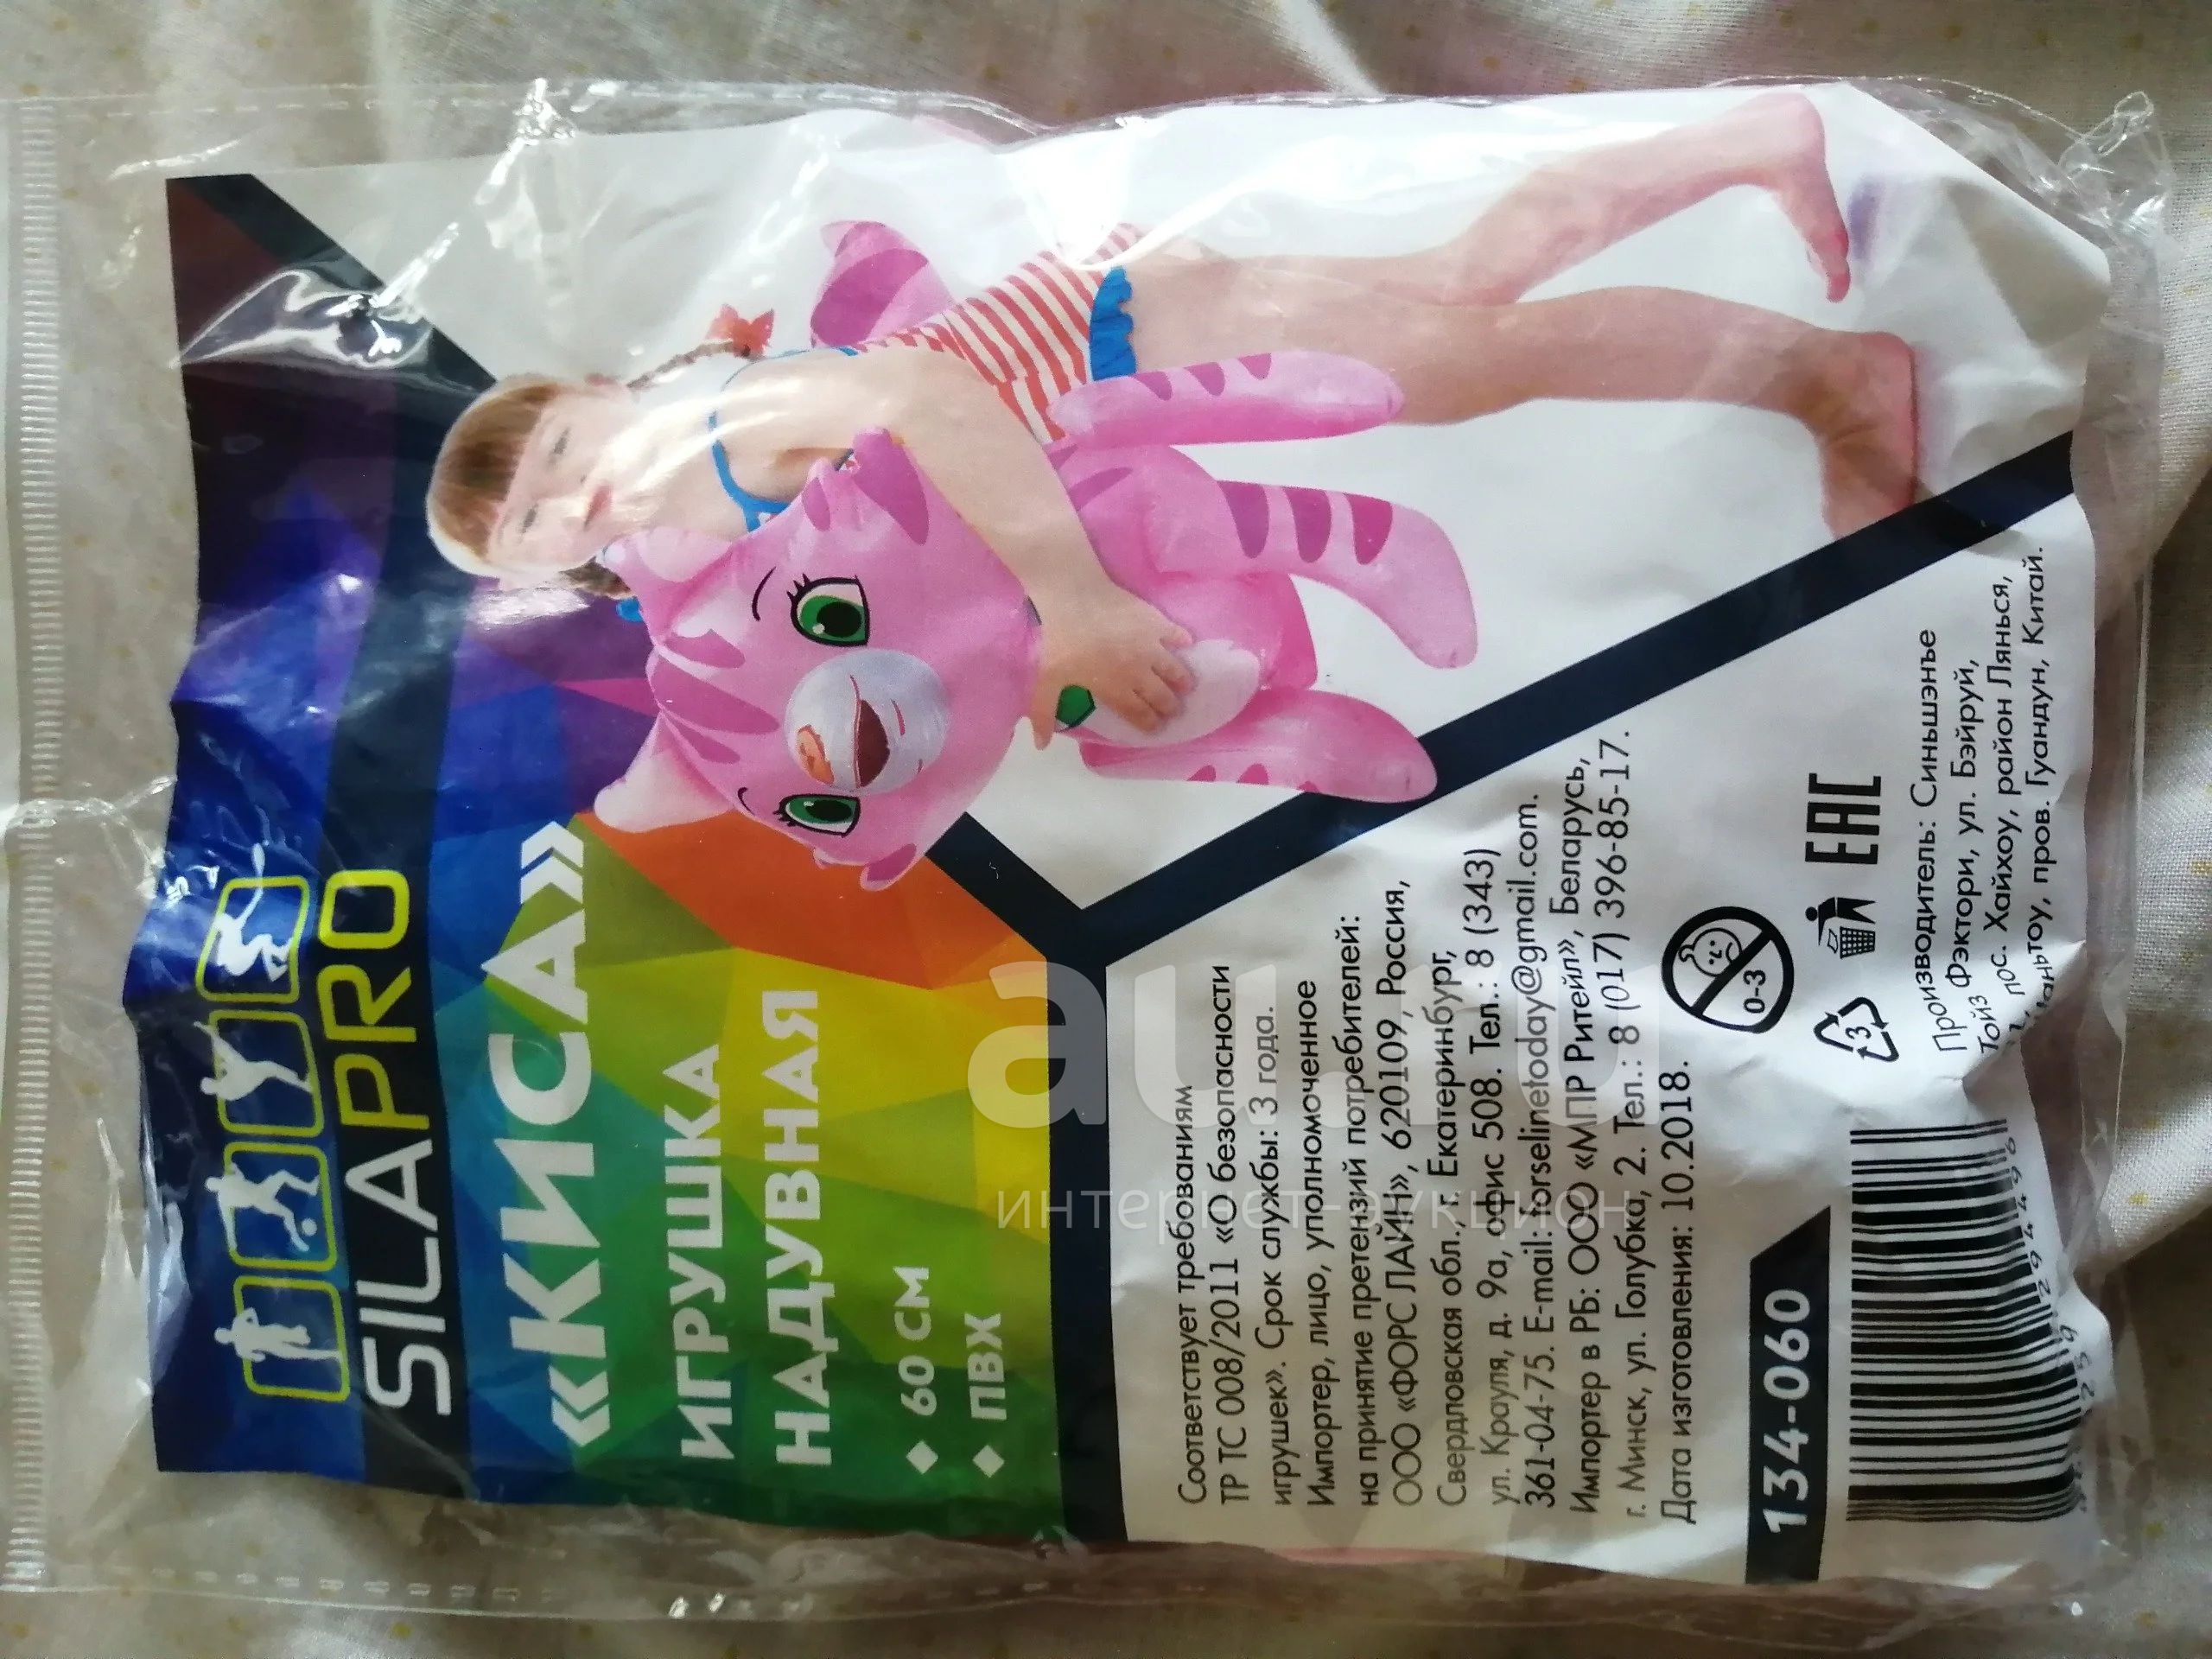 SILAPRO
«КИСА»
ИГРУШКА
НАДУВНАЯ
60 СМ
ПВХ
Соответствует требованиям
ТР ТС 008/2011 «О безопасности
игрушек». Срок службы: 3 года.
Импортер, лицо, уполномоченное
на принятие претензий потребителей:
ООО «ФОРС ЛАЙН», 620109, Россия,
Свердловская обл., г. Екатеринбург,
ул. Крауля, д. 9а, офис 508. Тел.: 8 (343)
361-04-75. E-mail: forselinetoday@gmail.com.
Импортер в РБ: ООО «МПР Ритейл», Беларусь,
г. Минск, ул. Голубка, 2. Тел.: 8 (017) 396-85-17.
Дата изготовления: 10.2018.
0-3
134-060
3
EAC
Производитель: Синьшэнье
Тойз Фэктори, ул. Бэйруй,
пос. Хайхоу, район Лянься,
пров. Гуандун, Китай.
au.ru
интернет-аукцион